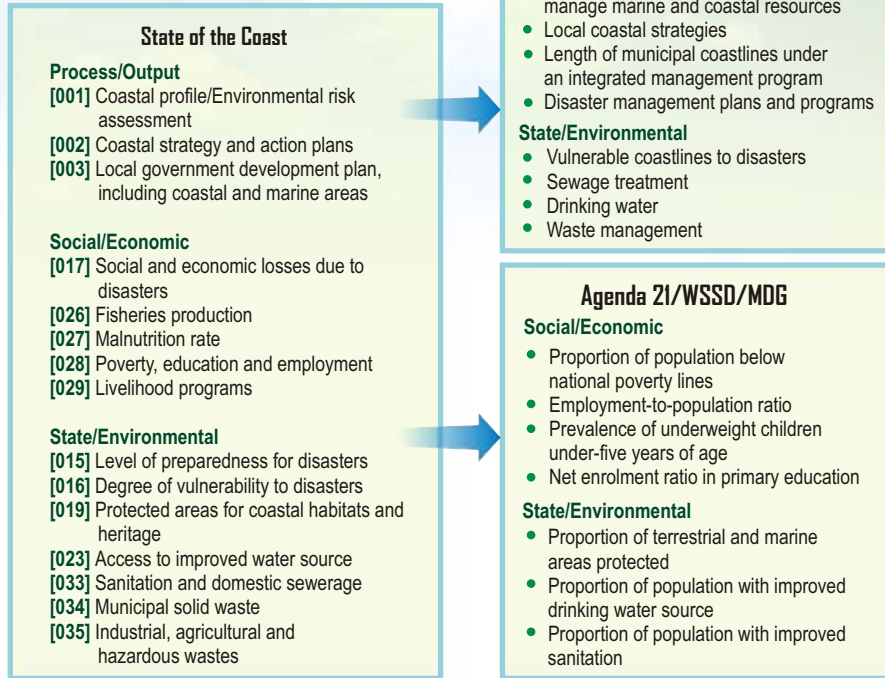 State of the Coast
Process/Output
[001] Coastal profile/Environmental risk
assessment
[002] Coastal strategy and action plans
[003] Local government development plan,
including coastal and marine areas
Social/Economic
[017] Social and economic losses due to
disasters
[026] Fisheries production
[027] Malnutrition rate
[028] Poverty, education and employment
[029] Livelihood programs
State/Environmental
[015] Level of preparedness for disasters
[016] Degree of vulnerability to disasters
[019] Protected areas for coastal habitats and
heritage
[023] Access to improved water source
[033] Sanitation and domestic sewerage
[034] Municipal solid waste
[035] Industrial, agricultural and
hazardous wastes
manage marine and coastal resources
• Local coastal strategies
• Length of municipal coastlines under
an integrated management program
• Disaster management plans and programs
State/Environmental
• Vulnerable coastlines to disasters
• Sewage treatment
• Drinking water
• Waste management
Agenda 21/WSSD/MDG
Social/Economic
• Proportion of population below
national poverty lines
• Employment-to-population ratio
• Prevalence of underweight children
under-five years of age
• Net enrolment ratio in primary education
State/Environmental
• Proportion of terrestrial and marine
areas protected
• Proportion of population with improved
drinking water source
• Proportion of population with improved
sanitation